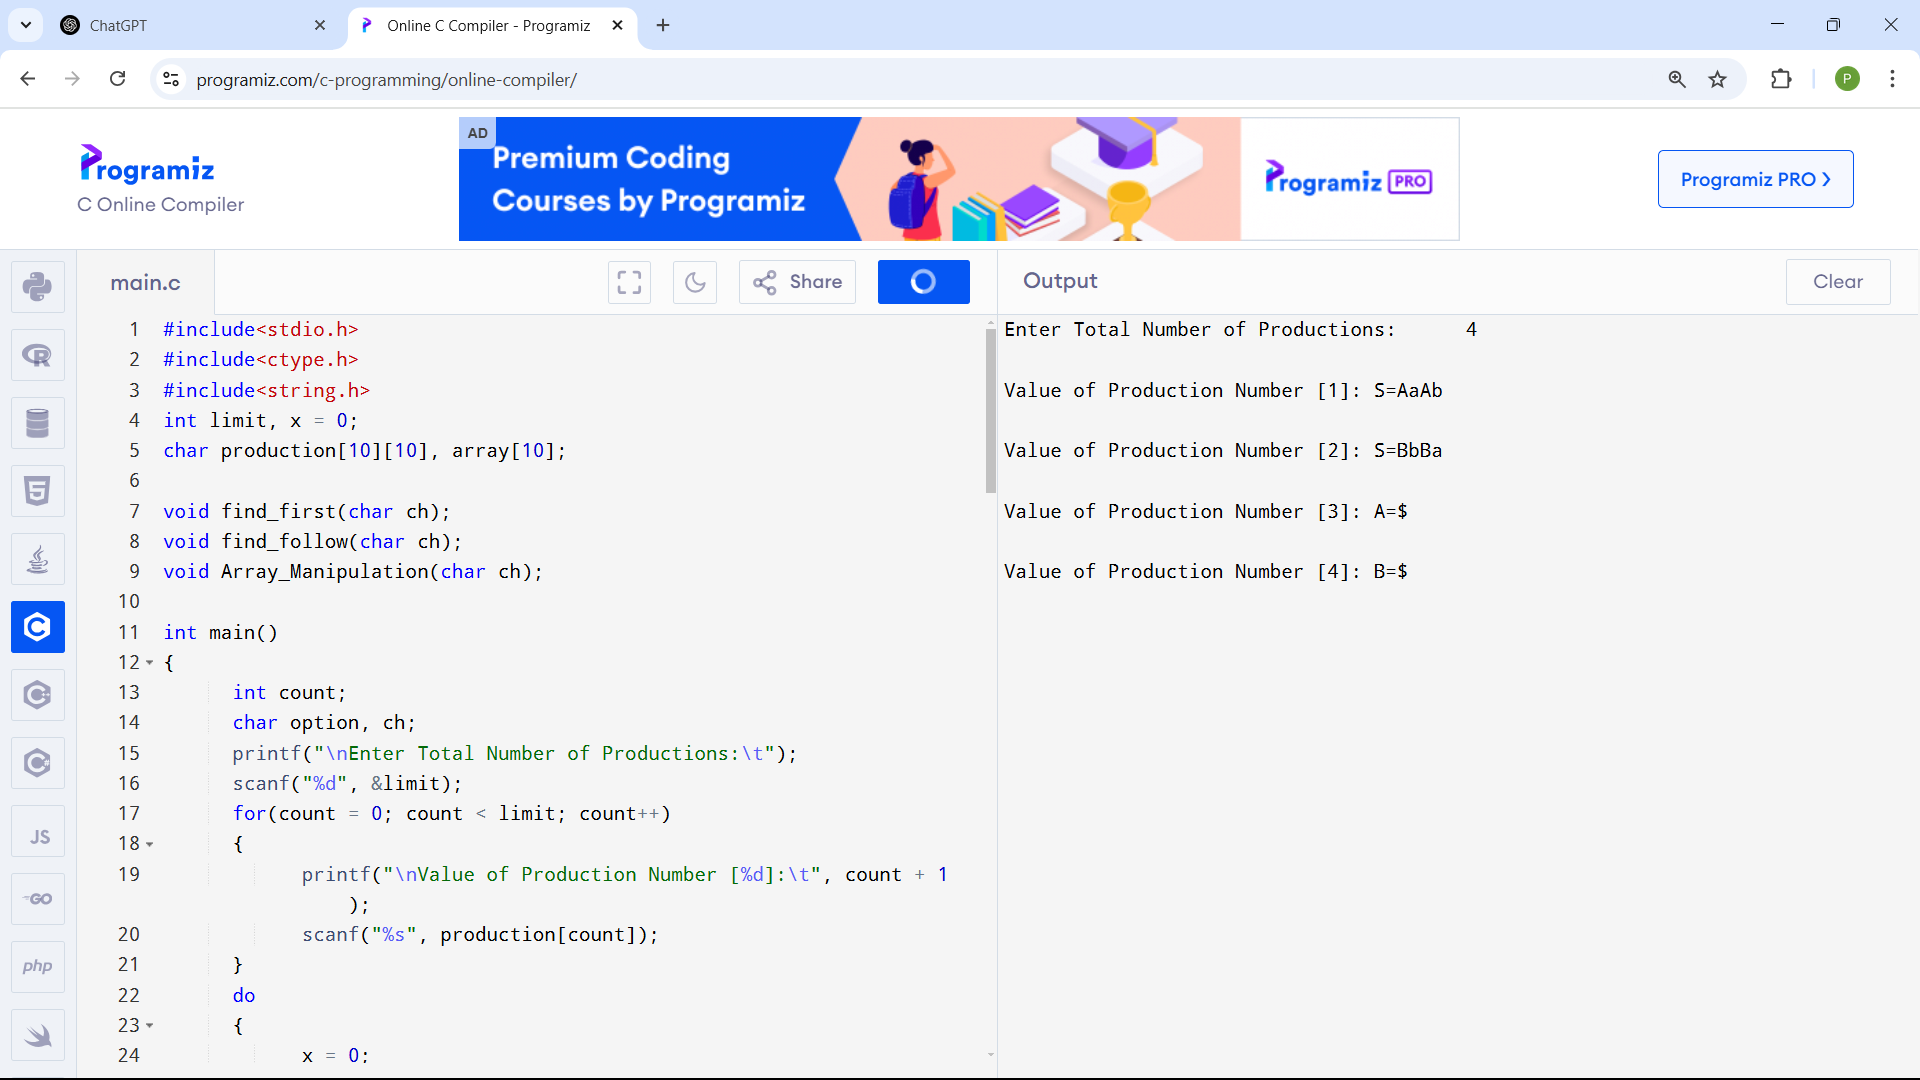 ChatGPT
Online C Compiler - Programiz
programiz.com/c-programming/online-compiler/
P
Programiz
C Online Compiler
AD
Premium Coding
Courses by Programiz
Programiz PRO
Programiz PRO
main.c
Share
Output
Clear
1 #include<stdio.h>
2 #include<ctype.h>
3 #include<string.h>
4 int limit, x = 0;
5 char production[10][10], array[10];
6
7 void find_first(char ch);
8 void find_follow(char ch);
9 void Array_Manipulation(char ch);
10
11 int main()
12 {
13 int count;
14 char option, ch;
15 printf("\nEnter Total Number of Productions:\t");
16 scanf("%d", &limit);
17 for(count = 0; count < limit; count++)
18 {
19 printf("\nValue of Production Number [%d]:\t", count + 1
);
20 scanf("%s", production[count]);
21 }
22 do
23 {
24 x = 0;
Enter Total Number of Productions: 4
Value of Production Number [1]: S=AaAb
Value of Production Number [2]: S=BbBa
Value of Production Number [3]: A=$
Value of Production Number [4]: B=$
R
5
C
C
C#
JS
GO
php